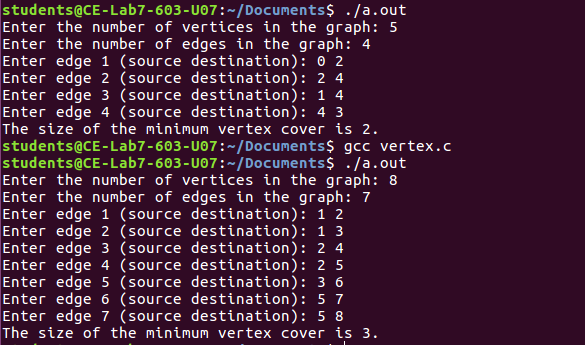 students@CE-Lab7-603-U07:~/Documents$ ./a.out
Enter the number of vertices in the graph: 5
Enter the number of edges in the graph: 4
Enter edge 1 (source destination): 0 2
Enter edge 2 (source destination): 2 4
Enter edge 3 (source destination): 1 4
Enter edge 4 (source destination): 4 3
The size of the minimum vertex cover is 2.
students@CE-Lab7-603-U07:~/Documents$ gcc vertex.c
students@CE-Lab7-603-U07:~/Documents$ ./a.out
Enter the number of vertices in the graph: 8
Enter the number of edges in the graph: 7
Enter edge 1 (source destination): 1 2
Enter edge 2 (source destination): 1 3
Enter edge 3 (source destination): 2 4
Enter edge 4 (source destination): 2 5
Enter edge 5 (source destination): 3 6
Enter edge 6 (source destination): 5 7
Enter edge 7 (source destination): 5 8
The size of the minimum vertex cover is 3.